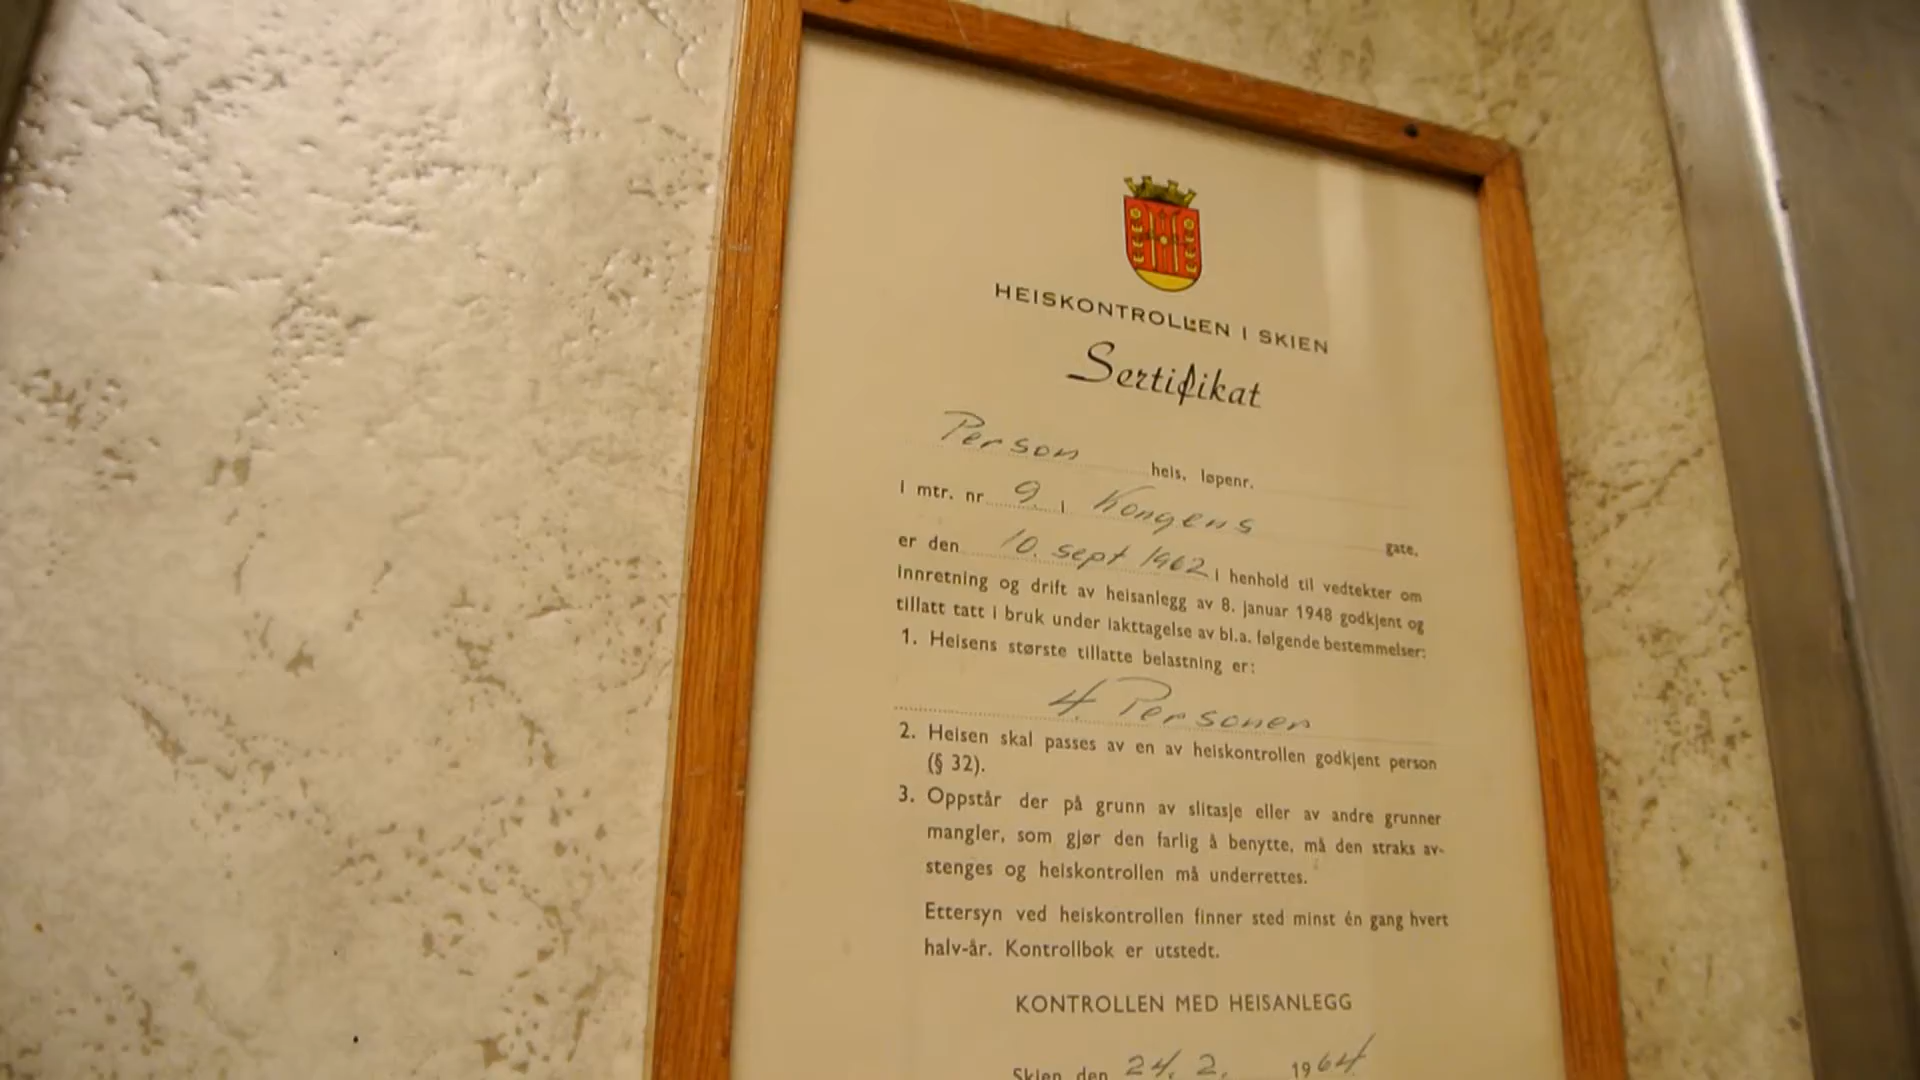 HEISKONTROLLEN I SKIEN
Sertifikat
Person heis, løpenr.
I mtr. nr 9. I Kongens gate,
er den 10. sept 1962 i henhold til vedtekter om
Innretning og drift av heisanlegg av 8. januar 1948 godkjent og
tillatt tatt i bruk under iakttagelse av bl.a. følgende bestemmelser:
1. Heisens største tillatte belastning er:
4. Personer
2. Heisen skal passes av en av heiskontrollen godkjent person
(§ 32).
3. Oppstår der på grunn av slitasje eller av andre grunner
mangler, som gjør den farlig å benytte, må den straks av-
stenges og heiskontrollen må underrettes.
Ettersyn ved heiskontrollen finner sted minst én gang hvert
halv-år. Kontrollbok er utstedt.
KONTROLLEN MED HEISANLEGG
Skien den 24. 2. 1964